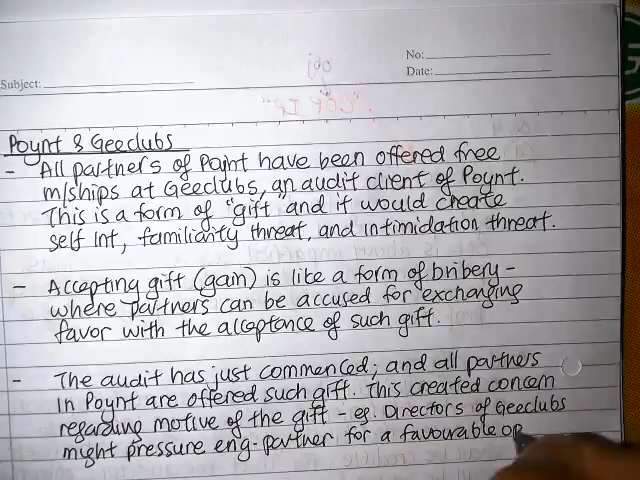 No:
Date:
Subject:
Poynt & Geeclubs
- All partners of Poynt have been offered free
m/ships at Geeclubs, an audit client of Poynt.
This is a form of "gift" and it would create
self Int, familiarity threat, and intimidation threat.
- Accepting gift (gain) is like a form of bribery -
where partners can be accused for exchanging
favor with the acceptance of such gift.
- The audit has just commenced; and all partners
in Poynt are offered such gift. This created concern
regarding motive of the gift - eg. Directors of Geeclubs
might pressure eng-partner for a favourable op